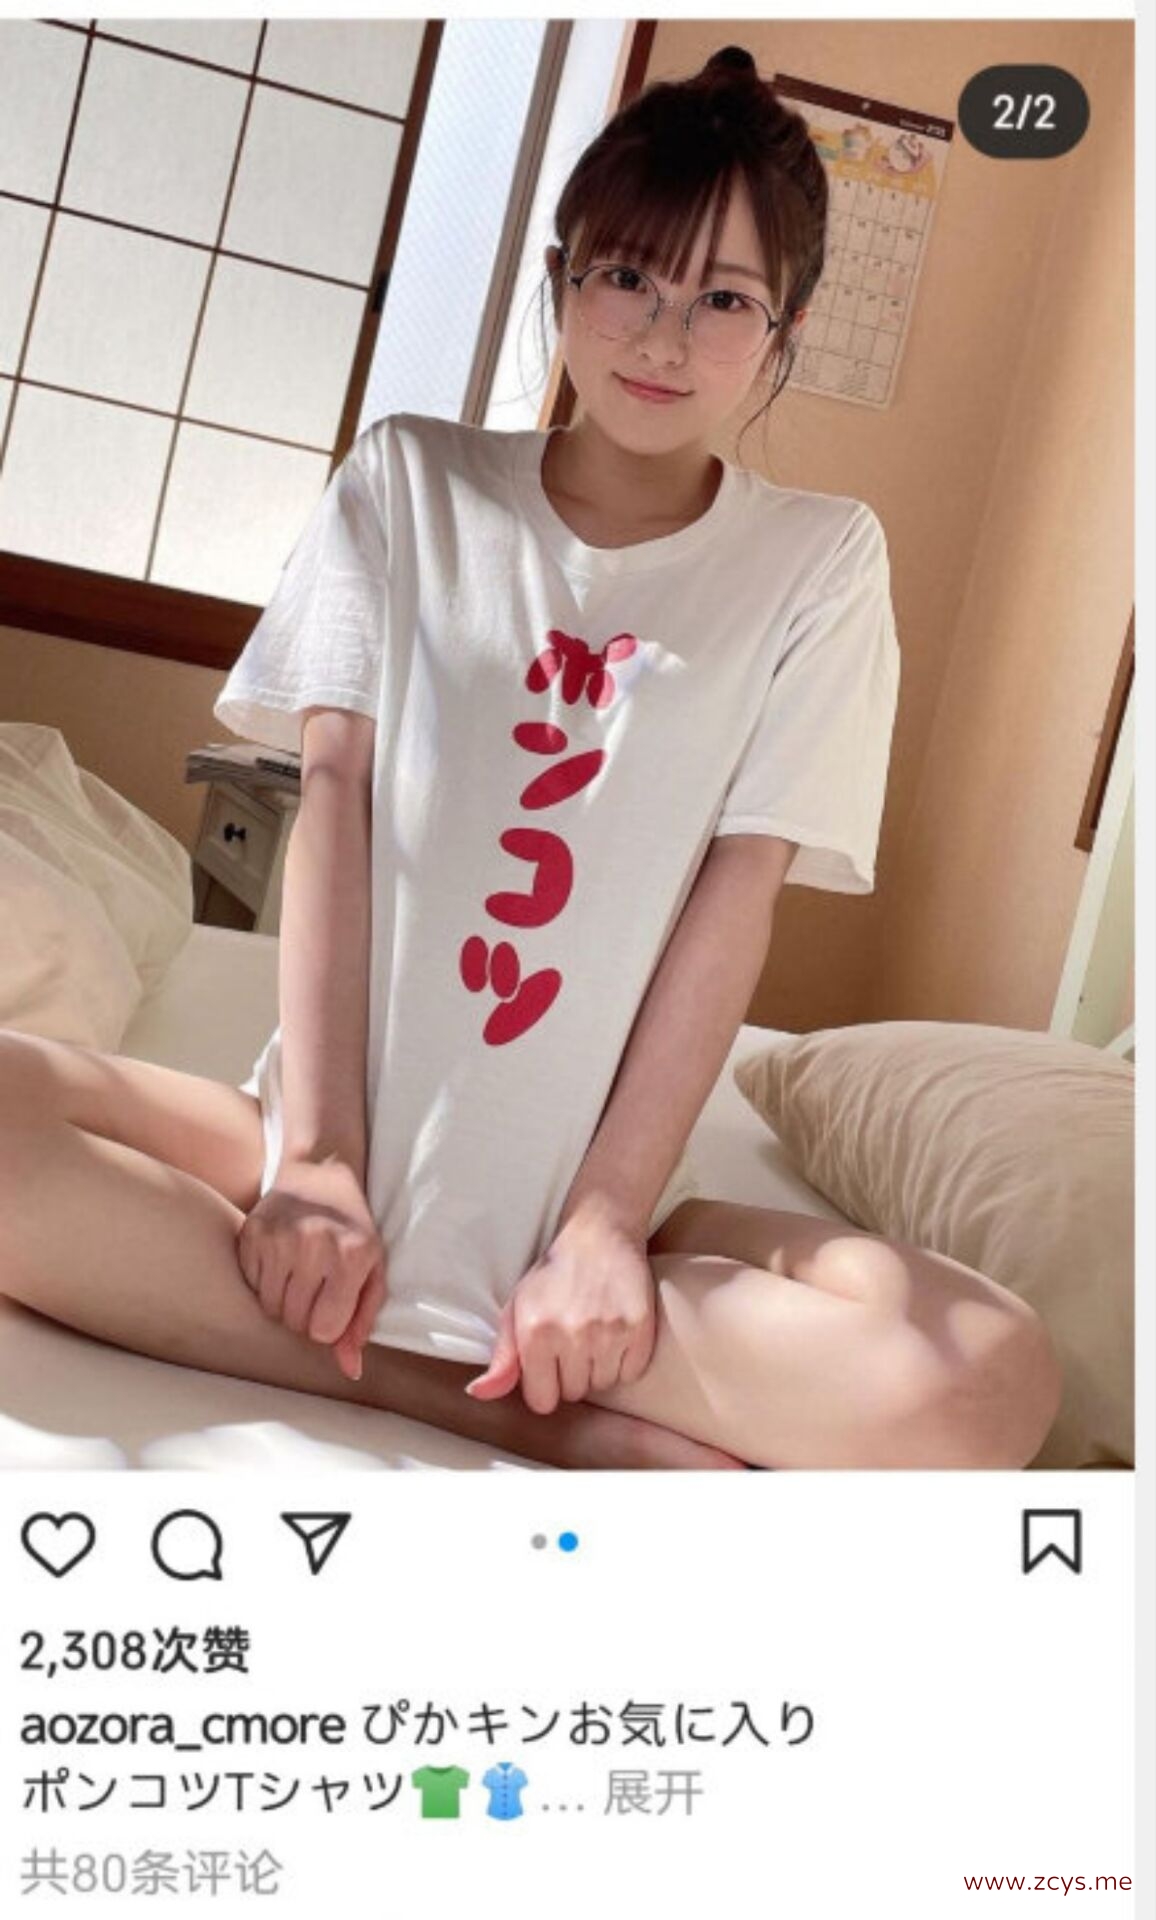 2/2
ポンコツ
2,308次赞
aozora_cmore ぴかキンお気に入り
ポンコツTシャツ👕👚... 展开
共80条评论
www.zcys.me